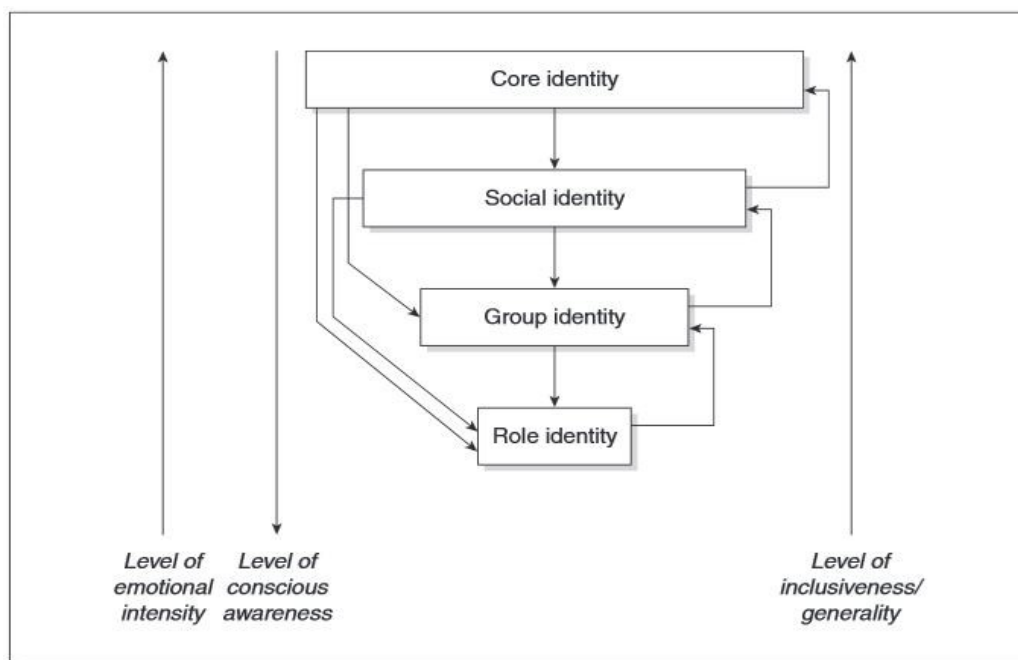 Core identity
Social identity
Group identity
Role identity
Level of
emotional
intensity
Level of
conscious
awareness
Level of
inclusiveness/
generality